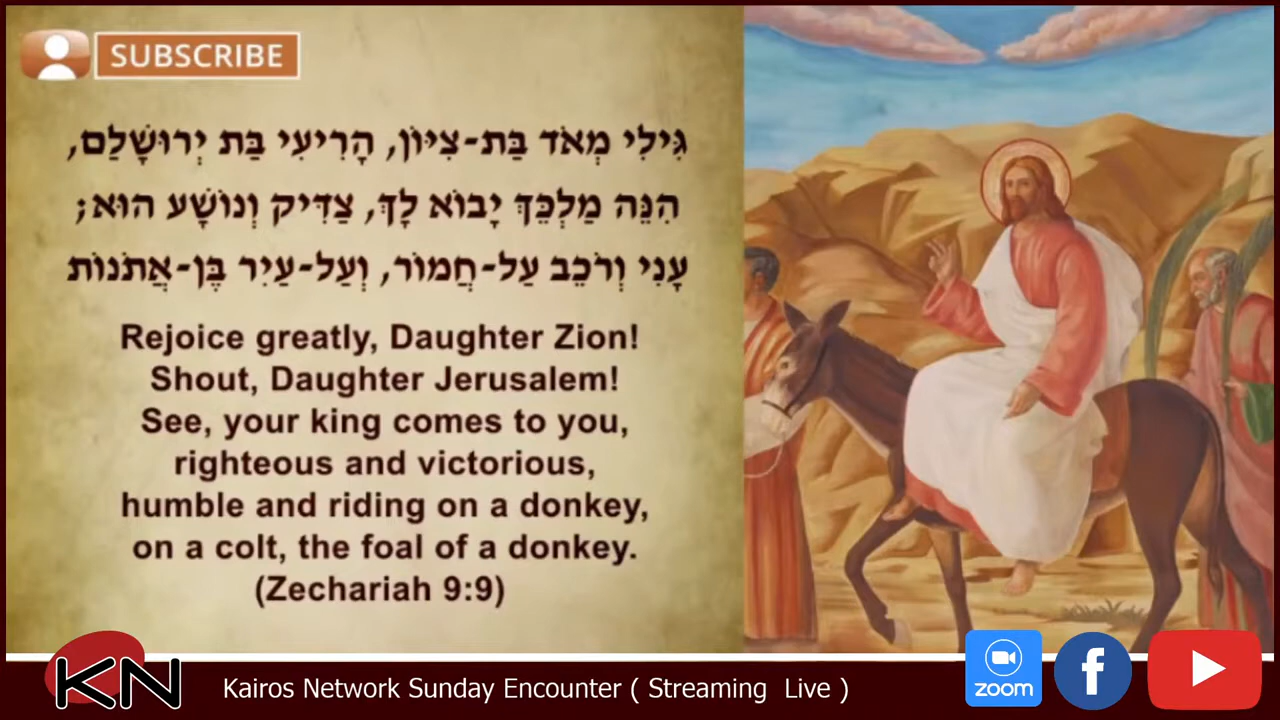 SUBSCRIBE
גִּילִי מְאֹד בַּת-צִיּוֹן, הָרִיעִי בַּת יְרוּשָׁלַם,
הִנֵּה מַלְכֵּךְ יָבוֹא לָךְ, צַדִּיק וְנוֹשָׁע הוּא;
עָנִי וְרֹכֵב עַל-חֲמוֹר, וְעַל-עַיִר בֶּן-אֲתֹנוֹת
Rejoice greatly, Daughter Zion!
Shout, Daughter Jerusalem!
See, your king comes to you,
righteous and victorious,
humble and riding on a donkey,
on a colt, the foal of a donkey.
(Zechariah 9:9)
KN
Kairos Network Sunday Encounter ( Streaming Live )
zoom
f